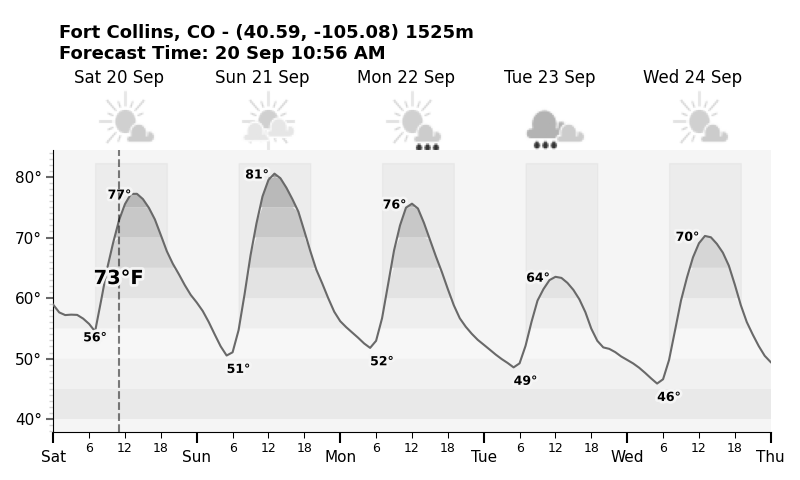 Fort Collins, CO - (40.59, -105.08) 1525m
Forecast Time: 20 Sep 10:56 AM
Sat 20 Sep Sun 21 Sep Mon 22 Sep Tue 23 Sep Wed 24 Sep
80°
70°
60°
50°
40°
77° 81° 76° 64° 70°
73°F
56° 51° 52° 49° 46°
6 12 18 6 12 18 6 12 18 6 12 18 6 12 18
Sat Sun Mon Tue Wed Thu